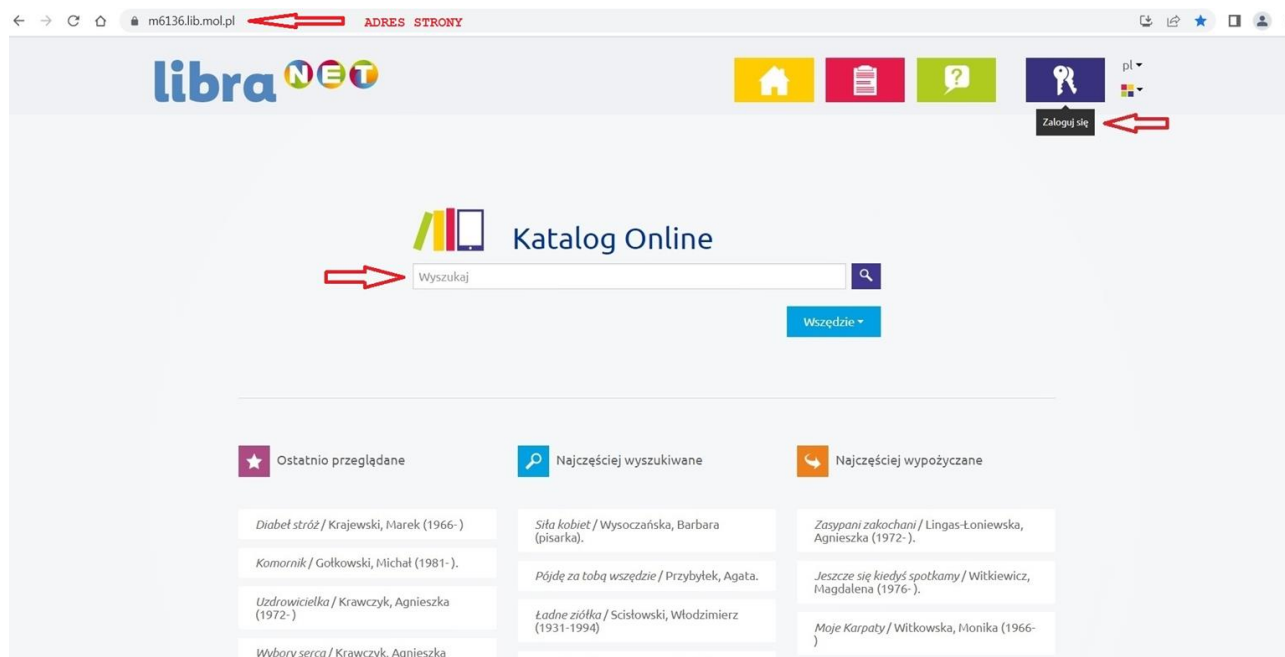 m6136.lib.mol.pl
ADRES STRONY
libra NET
pl
Zaloguj się
Katalog Online
Wyszukaj
Wszędzie
Ostatnio przeglądane
Diabeł stróż / Krajewski, Marek (1966- )
Komornik / Gołkowski, Michał (1981- ).
Uzdrowicielka / Krawczyk, Agnieszka
(1972- )
Wybory serca / Krawczyk, Agnieszka
Najczęściej wyszukiwane
Siła kobiet / Wysoczańska, Barbara
(pisarka).
Pójdę za tobą wszędzie / Przybyłek, Agata.
Ładne ziółka / Scisłowski, Włodzimierz
(1931-1994)
Najczęściej wypożyczane
Zasypani zakochani / Lingas-Łoniewska,
Agnieszka (1972- ).
Jeszcze się kiedyś spotkamy / Witkiewicz,
Magdalena (1976- ).
Moje Karpaty / Witkowska, Monika (1966-
)